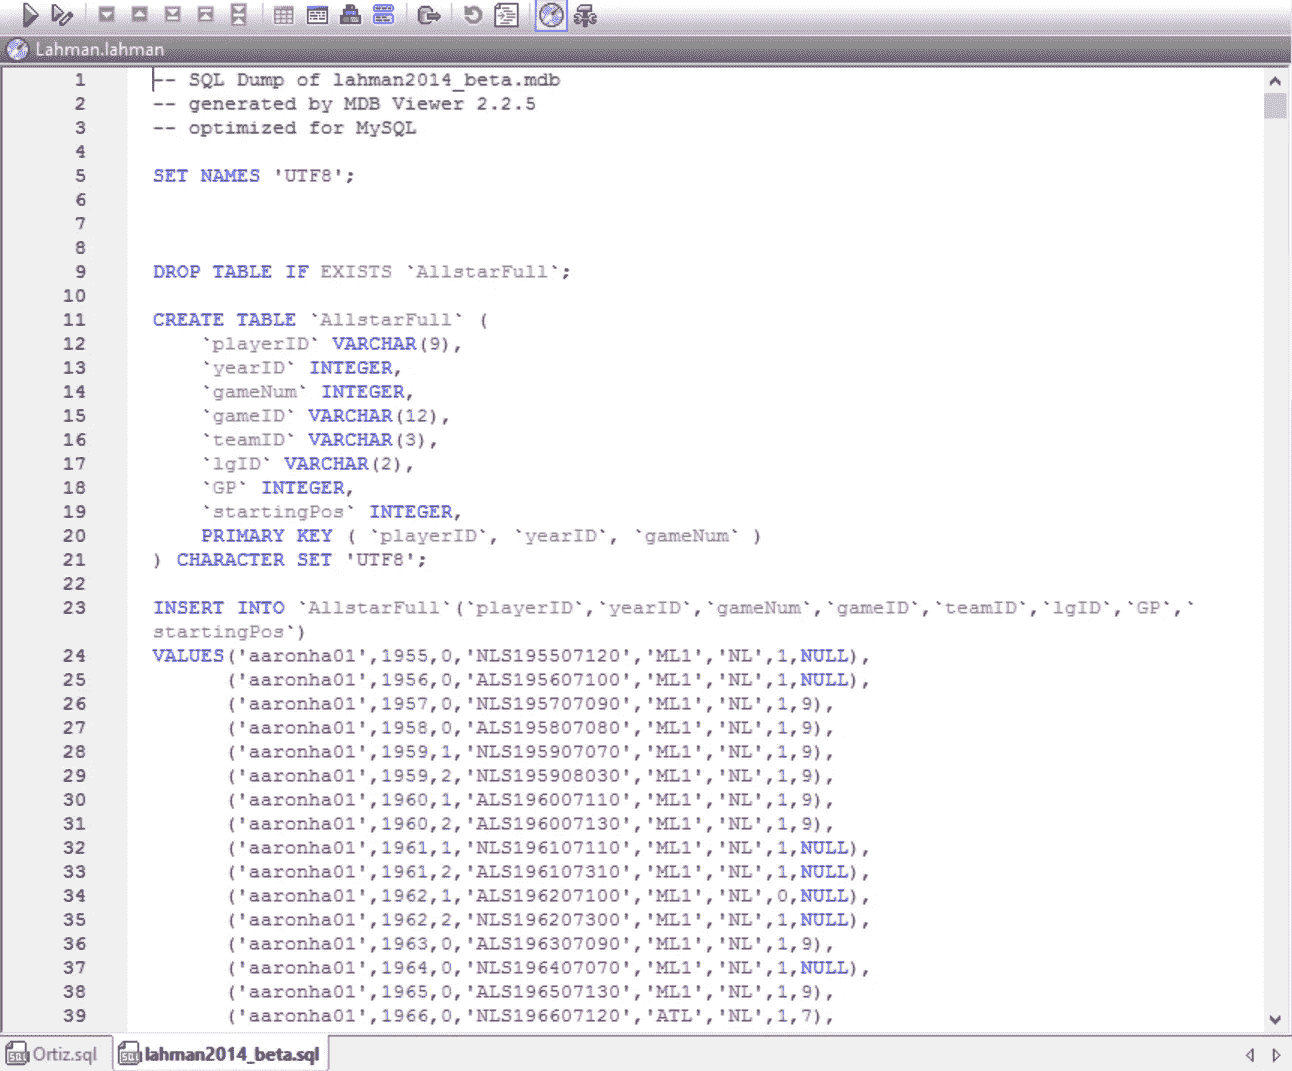 Lahman.lahman
1 -- SQL Dump of lahman2014_beta.mdb
2 -- generated by MDB Viewer 2.2.5
3 -- optimized for MySQL
4
5 SET NAMES 'UTF8';
6
7
8
9 DROP TABLE IF EXISTS `AllstarFull`;
10
11 CREATE TABLE `AllstarFull` (
12 `playerID` VARCHAR(9),
13 `yearID` INTEGER,
14 `gameNum` INTEGER,
15 `gameID` VARCHAR(12),
16 `teamID` VARCHAR(3),
17 `lgID` VARCHAR(2),
18 `GP` INTEGER,
19 `startingPos` INTEGER,
20 PRIMARY KEY ( `playerID`, `yearID`, `gameNum` )
21 ) CHARACTER SET 'UTF8';
22
23 INSERT INTO `AllstarFull`(`playerID`,`yearID`,`gameNum`,`gameID`,`teamID`,`lgID`,`GP`,`
startingPos`)
24 VALUES('aaronha01',1955,0,'NLS195507120','ML1','NL',1,NULL),
25 ('aaronha01',1956,0,'ALS195607100','ML1','NL',1,NULL),
26 ('aaronha01',1957,0,'NLS195707090','ML1','NL',1,9),
27 ('aaronha01',1958,0,'ALS195807080','ML1','NL',1,9),
28 ('aaronha01',1959,1,'NLS195907070','ML1','NL',1,9),
29 ('aaronha01',1959,2,'NLS195908030','ML1','NL',1,9),
30 ('aaronha01',1960,1,'ALS196007110','ML1','NL',1,9),
31 ('aaronha01',1960,2,'ALS196007130','ML1','NL',1,9),
32 ('aaronha01',1961,1,'NLS196107110','ML1','NL',1,NULL),
33 ('aaronha01',1961,2,'ALS196107310','ML1','NL',1,NULL),
34 ('aaronha01',1962,1,'ALS196207100','ML1','NL',0,NULL),
35 ('aaronha01',1962,2,'NLS196207300','ML1','NL',1,NULL),
36 ('aaronha01',1963,0,'ALS196307090','ML1','NL',1,9),
37 ('aaronha01',1964,0,'NLS196407070','ML1','NL',1,NULL),
38 ('aaronha01',1965,0,'ALS196507130','ML1','NL',1,9),
39 ('aaronha01',1966,0,'NLS196607120','ATL','NL',1,7),
Ortiz.sql lahman2014_beta.sql